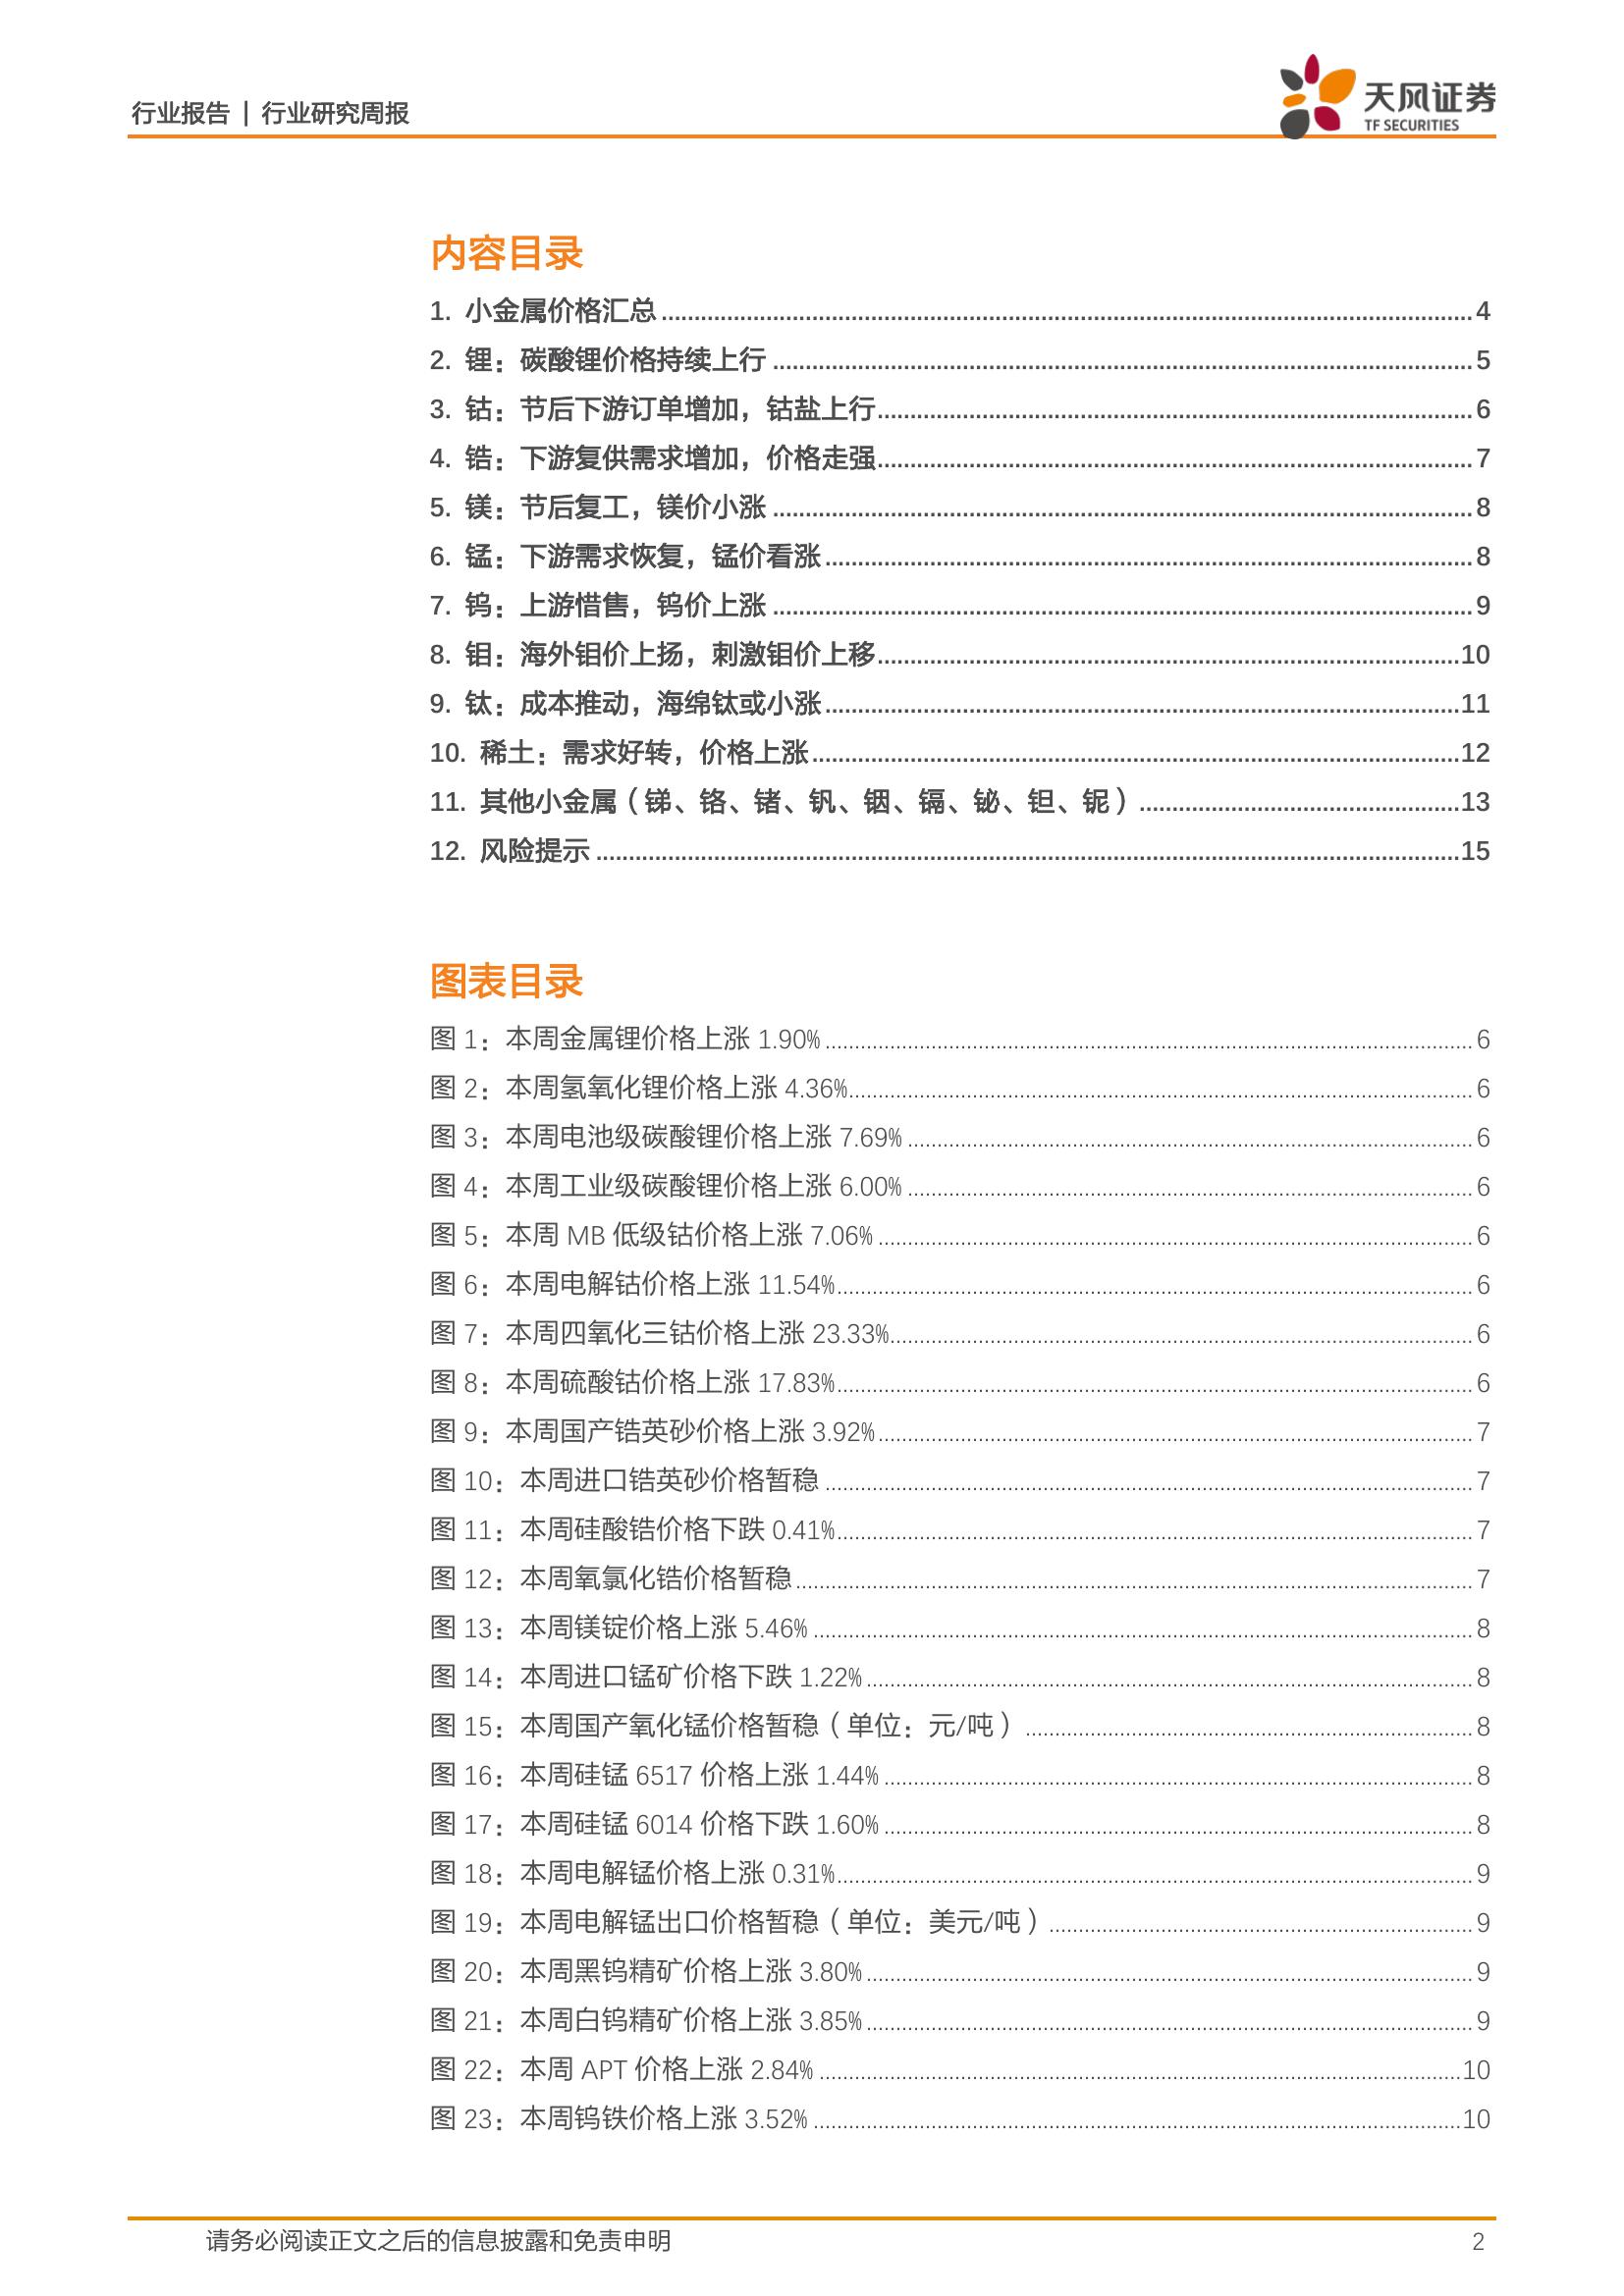 行业报告 | 行业研究周报
天风证券
TF SECURITIES
内容目录
1. 小金属价格汇总 4
2. 锂：碳酸锂价格持续上行 5
3. 钴：节后下游订单增加，钴盐上行 6
4. 锆：下游复供需求增加，价格走强 7
5. 镁：节后复工，镁价小涨 8
6. 锰：下游需求恢复，锰价看涨 8
7. 钨：上游惜售，钨价上涨 9
8. 钼：海外钼价上扬，刺激钼价上移 10
9. 钛：成本推动，海绵钛或小涨 11
10. 稀土：需求好转，价格上涨 12
11. 其他小金属（锑、铬、锗、钒、铟、镉、铋、钽、铌） 13
12. 风险提示 15
图表目录
图 1：本周金属锂价格上涨 1.90% 6
图 2：本周氢氧化锂价格上涨 4.36% 6
图 3：本周电池级碳酸锂价格上涨 7.69% 6
图 4：本周工业级碳酸锂价格上涨 6.00% 6
图 5：本周 MB 低级钴价格上涨 7.06% 6
图 6：本周电解钴价格上涨 11.54% 6
图 7：本周四氧化三钴价格上涨 23.33% 6
图 8：本周硫酸钴价格上涨 17.83% 6
图 9：本周国产锆英砂价格上涨 3.92% 7
图 10：本周进口锆英砂价格暂稳 7
图 11：本周硅酸锆价格下跌 0.41% 7
图 12：本周氧氯化锆价格暂稳 7
图 13：本周镁锭价格上涨 5.46% 8
图 14：本周进口锰矿价格下跌 1.22% 8
图 15：本周国产氧化锰价格暂稳（单位：元/吨） 8
图 16：本周硅锰 6517 价格上涨 1.44% 8
图 17：本周硅锰 6014 价格下跌 1.60% 8
图 18：本周电解锰价格上涨 0.31% 9
图 19：本周电解锰出口价格暂稳（单位：美元/吨） 9
图 20：本周黑钨精矿价格上涨 3.80% 9
图 21：本周白钨精矿价格上涨 3.85% 9
图 22：本周 APT 价格上涨 2.84% 10
图 23：本周钨铁价格上涨 3.52% 10
请务必阅读正文之后的信息披露和免责申明 2